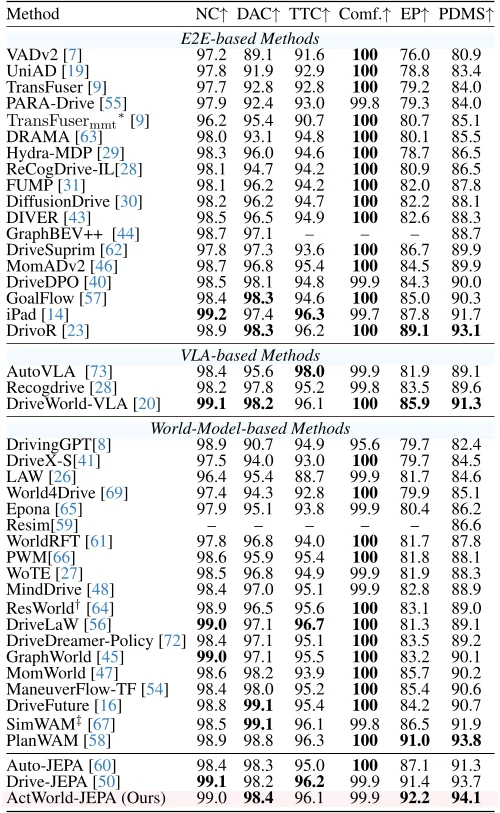 Method NC↑ DAC↑ TTC↑ Comf.↑ EP↑ PDMS↑
E2E-based Methods
VADv2 [7] 97.2 89.1 91.6 100 76.0 80.9
UniAD [19] 97.8 91.9 92.9 100 78.8 83.4
TransFuser [9] 97.7 92.8 92.8 100 79.2 84.0
PARA-Drive [55] 97.9 92.4 93.0 99.8 79.3 84.0
TransFusermmt* [9] 96.2 95.4 90.7 100 80.7 85.1
DRAMA [63] 98.0 93.1 94.8 100 80.1 85.5
Hydra-MDP [29] 98.3 96.0 94.6 100 78.7 86.5
ReCogDrive-IL[28] 98.1 94.7 94.2 100 80.9 86.5
FUMP [31] 98.1 96.2 94.2 100 82.0 87.8
DiffusionDrive [30] 98.2 96.2 94.7 100 82.2 88.1
DIVER [43] 98.5 96.5 94.9 100 82.6 88.3
GraphBEV++ [44] 98.7 97.1 – – – 88.7
DriveSuprim [62] 97.8 97.3 93.6 100 86.7 89.9
MomADv2 [46] 98.7 96.8 95.4 100 84.5 89.9
DriveDPO [40] 98.5 98.1 94.8 99.9 84.3 90.0
GoalFlow [57] 98.4 98.3 94.6 100 85.0 90.3
iPad [14] 99.2 97.4 96.3 99.7 87.8 91.7
DrivoR [23] 98.9 98.3 96.2 100 89.1 93.1
VLA-based Methods
AutoVLA [73] 98.4 95.6 98.0 99.9 81.9 89.1
Recogdrive [28] 98.2 97.8 95.2 99.8 83.5 89.6
DriveWorld-VLA [20] 99.1 98.2 96.1 100 85.9 91.3
World-Model-based Methods
DrivingGPT[8] 98.9 90.7 94.9 95.6 79.7 82.4
DriveX-S[41] 97.5 94.0 93.0 100 79.7 84.5
LAW [26] 96.4 95.4 88.7 99.9 81.7 84.6
World4Drive [69] 97.4 94.3 92.8 100 79.9 85.1
Epona [65] 97.9 95.1 93.8 99.9 80.4 86.2
Resim[59] – – – – – 86.6
WorldRFT [61] 97.8 96.8 94.0 100 81.7 87.8
PWM[66] 98.6 95.9 95.4 100 81.8 88.1
WoTE [27] 98.5 96.8 94.9 99.9 81.9 88.3
MindDrive [48] 98.4 97.0 95.1 99.9 82.8 88.9
ResWorld† [64] 98.9 96.5 95.6 100 83.1 89.0
DriveLaW [56] 99.0 97.1 96.7 100 81.3 89.1
DriveDreamer-Policy [72] 98.4 97.1 95.1 100 83.5 89.2
GraphWorld [45] 99.0 97.1 95.5 100 83.2 90.1
MomWorld [47] 98.6 98.2 93.9 100 85.7 90.2
ManeuverFlow-TF [54] 98.4 98.0 95.2 100 85.4 90.6
DriveFuture [16] 98.8 99.1 95.4 100 84.2 90.7
SimWAM‡ [67] 98.5 99.1 96.1 99.8 86.5 91.9
PlanWAM [58] 98.9 98.8 96.3 100 91.0 93.8
Auto-JEPA [60] 98.4 98.3 95.0 100 87.1 91.3
Drive-JEPA [50] 99.1 98.2 96.2 99.9 91.4 93.7
ActWorld-JEPA (Ours) 99.0 98.4 96.1 99.9 92.2 94.1